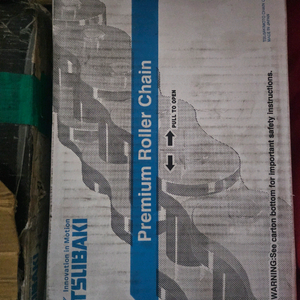 Innovation in Motion
TSUBAKI
Premium Roller Chain
PULL TO OPEN
WARNING:See carton bottom for important safety instructions.